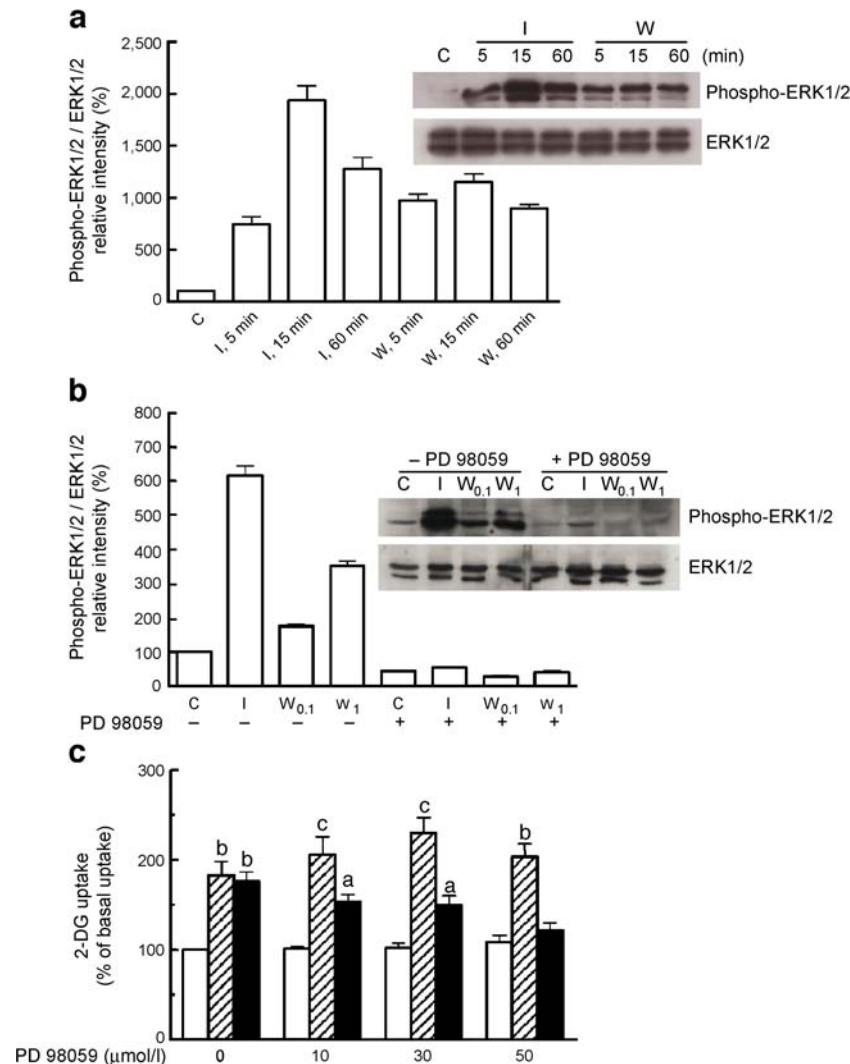 a
Phospho-ERK1/2 / ERK1/2
relative intensity (%)
2,500
2,000
1,500
1,000
500
0
C
I, 5 min
I, 15 min
I, 60 min
W, 5 min
W, 15 min
W, 60 min
I W
C 5 15 60 5 15 60 (min)
Phospho-ERK1/2
ERK1/2
b
Phospho-ERK1/2 / ERK1/2
relative intensity (%)
800
700
600
500
400
300
200
100
0
C I W0.1 w1 C I W0.1 w1
PD 98059 – – – – + + + +
– PD 98059 + PD 98059
C I W0.1 W1 C I W0.1 W1
Phospho-ERK1/2
ERK1/2
c
2-DG uptake
(% of basal uptake)
300
200
100
0
b b c a c a b
PD 98059 (µmol/l) 0 10 30 50